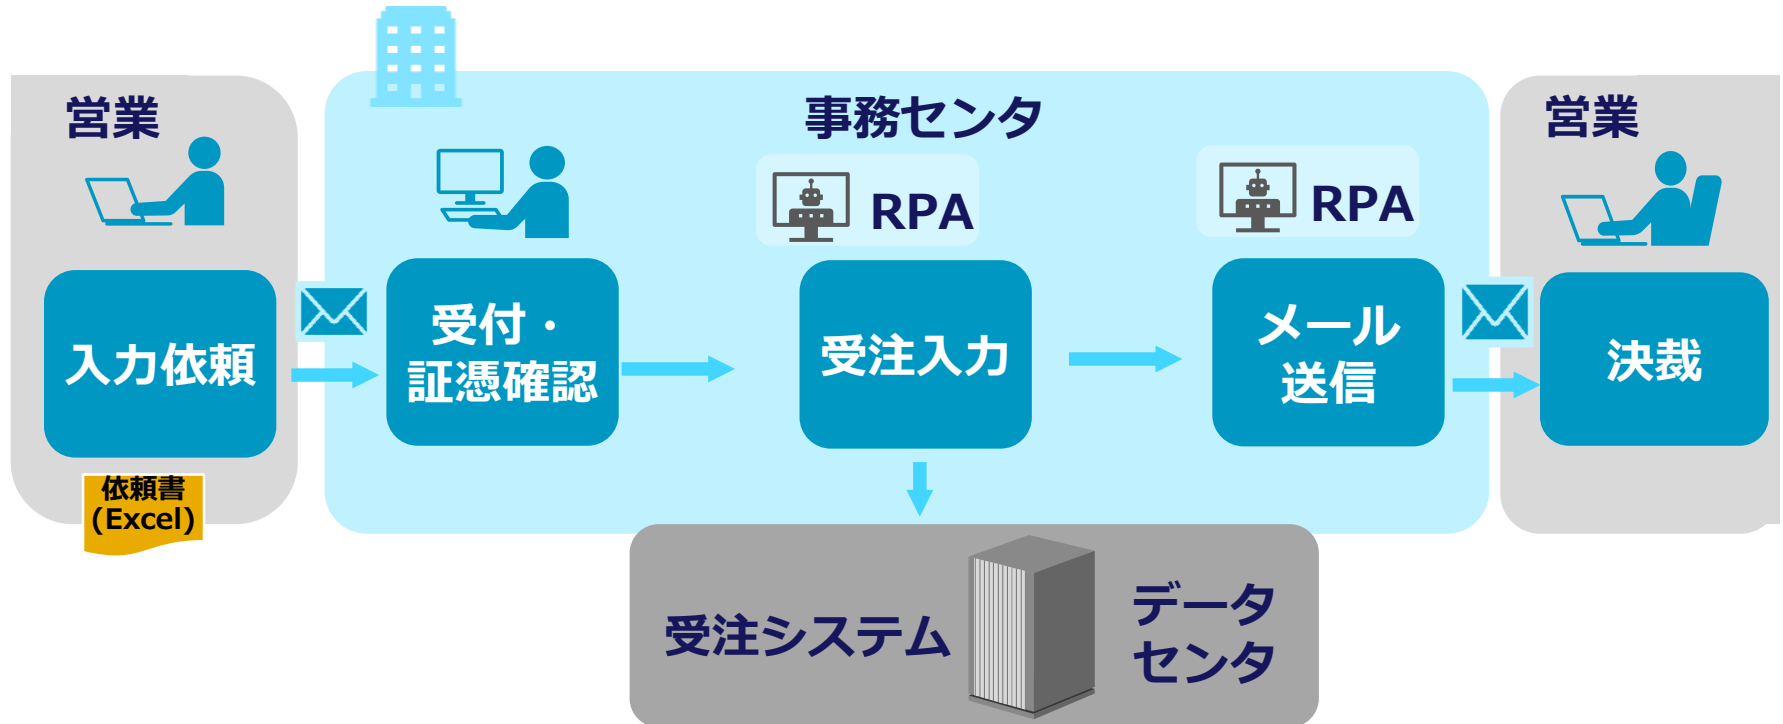 営業
事務センタ
営業
RPA
RPA
入力依頼
受付・
証憑確認
受注入力
メール
送信
決裁
依頼書
(Excel)
受注システム
データ
センタ